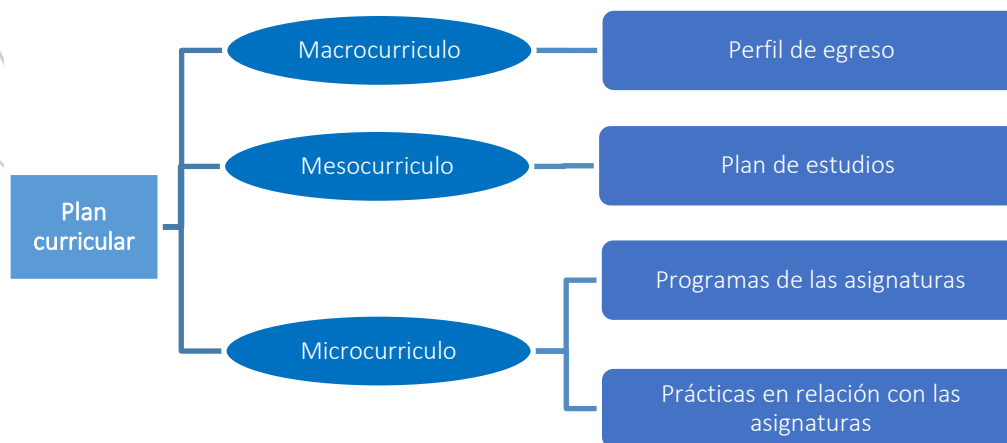 Macrocurriculo
Perfil de egreso
Mesocurriculo
Plan de estudios
Plan
curricular
Programas de las asignaturas
Microcurriculo
Prácticas en relación con las
asignaturas